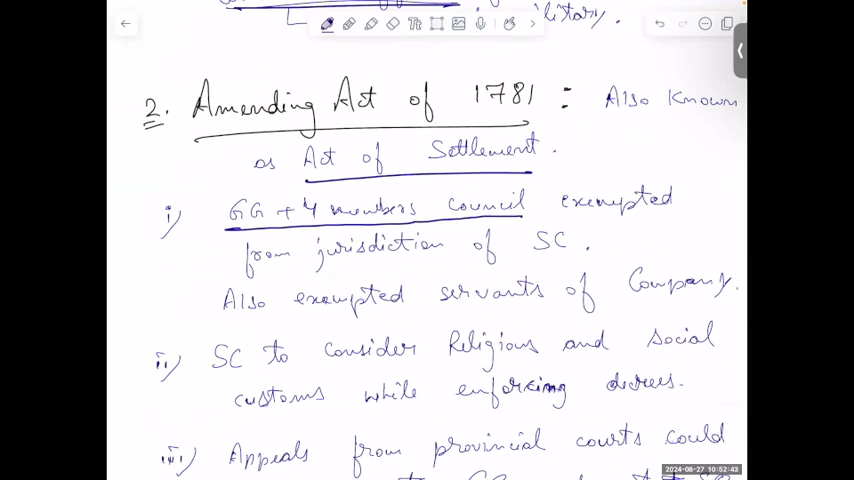 ilitary.
2. Amending Act of 1781 : Also Known
as Act of Settlement.
i) GG + 4 members council exempted
from jurisdiction of SC.
Also exempted servants of Company.
ii) SC to consider Religious and Social
customs while enforcing decrees.
iii) Appeals from provincial courts could
2024-08-27 10:52:43